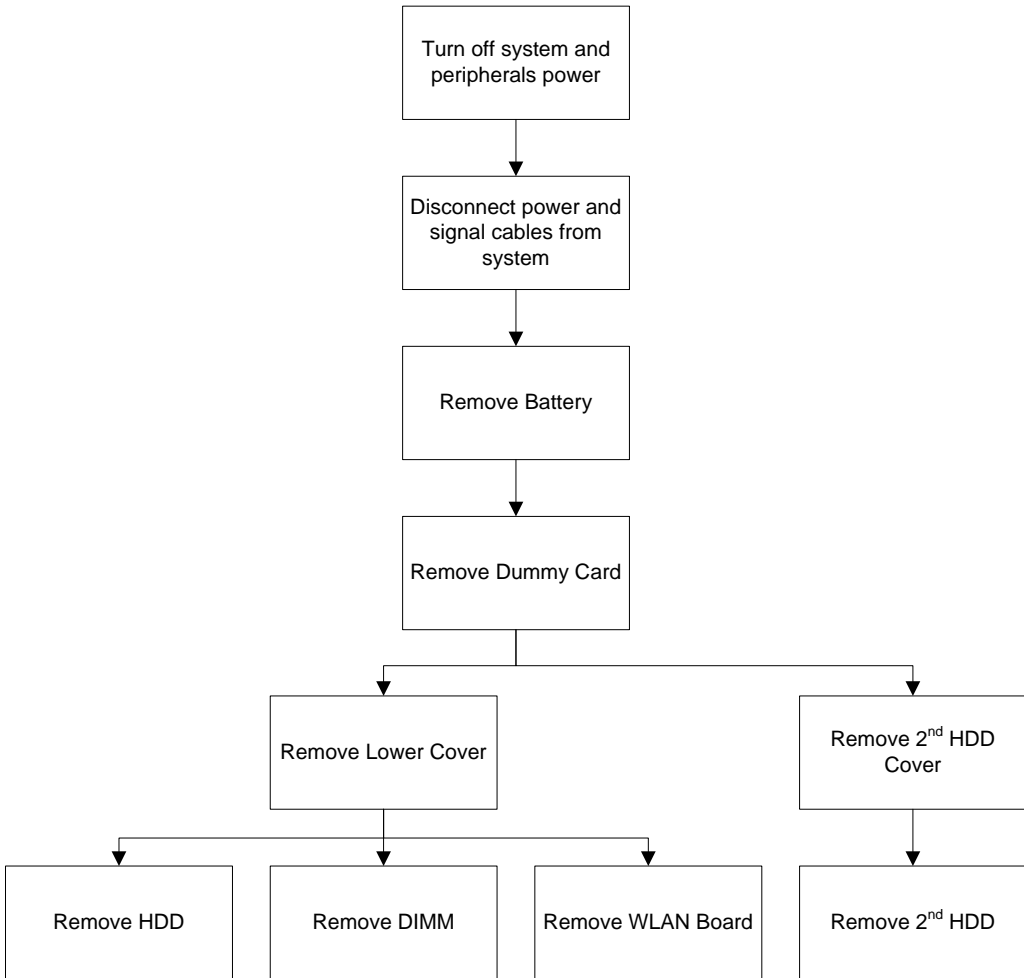 Turn off system and
peripherals power
Disconnect power and
signal cables from
system
Remove Battery
Remove Dummy Card
Remove Lower Cover
Remove 2nd HDD
Cover
Remove HDD
Remove DIMM
Remove WLAN Board
Remove 2nd HDD